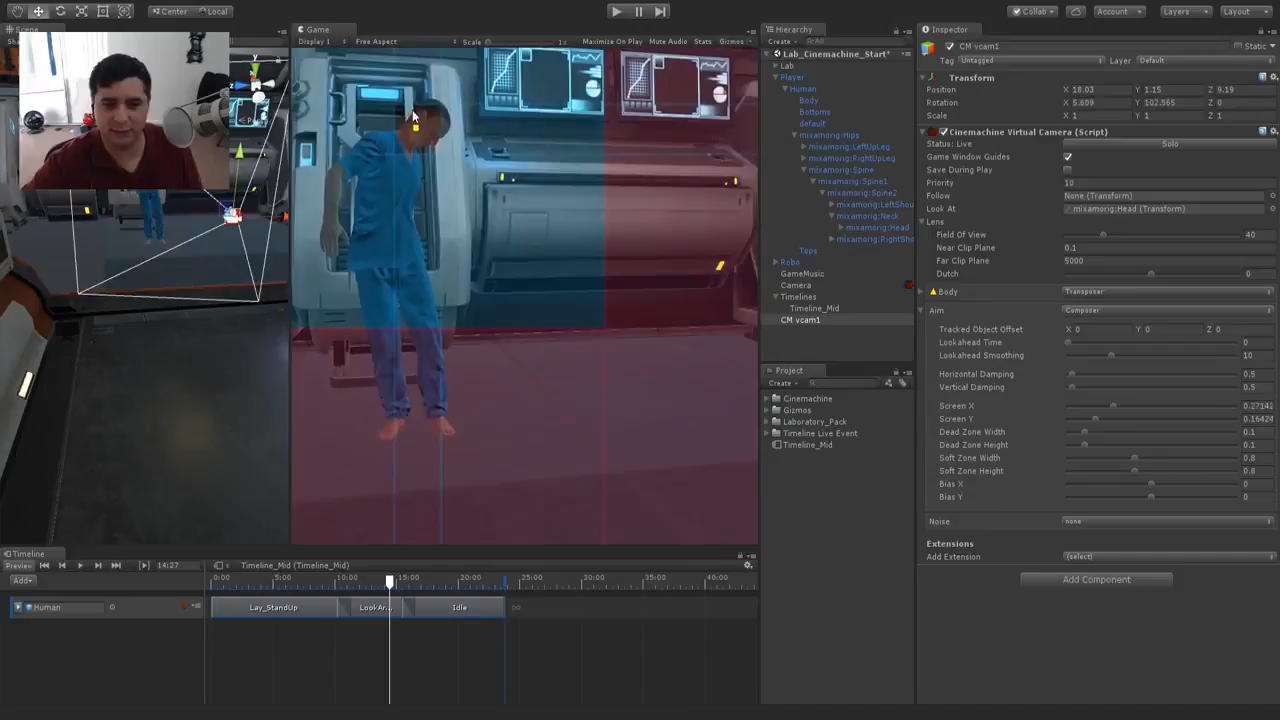 Center
Local
Collab
Account
Layers
Layout
Scene
Game
Display 1
Free Aspect
Scale
1x
Maximize On Play
Mute Audio
Stats
Gizmos
y
Hierarchy
Create
All
Lab_Cinemachine_Start*
Lab
Player
Human
Body
Bottoms
default
mixamorig:Hips
mixamorig:LeftUpLeg
mixamorig:RightUpLeg
mixamorig:Spine
mixamorig:Spine1
mixamorig:Spine2
mixamorig:LeftShou
mixamorig:Neck
mixamorig:Head
mixamorig:RightSho
Tops
Robo
GameMusic
Camera
Timelines
Timeline_Mid
CM vcam1
Project
Create
Cinemachine
Gizmos
Laboratory_Pack
Timeline Live Event
Timeline_Mid
Inspector
CM vcam1
Static
Tag Untagged Layer Default
Transform
Position X 18.03 Y 1.15 Z 9.19
Rotation X 5.609 Y 102.565 Z 0
Scale X 1 Y 1 Z 1
Cinemachine Virtual Camera (Script)
Status: Live Solo
Game Window Guides
Save During Play
Priority 10
Follow None (Transform)
Look At mixamorig:Head (Transform)
Lens
Field Of View 40
Near Clip Plane 0.1
Far Clip Plane 5000
Dutch 0
Body Transposer
Aim Composer
Tracked Object Offset X 0 Y 0 Z 0
Lookahead Time 0
Lookahead Smoothing 10
Horizontal Damping 0.5
Vertical Damping 0.5
Screen X 0.27142
Screen Y 0.16424
Dead Zone Width 0.1
Dead Zone Height 0.1
Soft Zone Width 0.8
Soft Zone Height 0.8
Bias X 0
Bias Y 0
Noise none
Extensions
Add Extension (select)
Add Component
Timeline
Preview
14:27
Timeline_Mid (Timeline_Mid)
Add
0:00 5:00 10:00 15:00 20:00 25:00 30:00 35:00 40:00
Human
Lay_StandUp
LookAr...
Idle